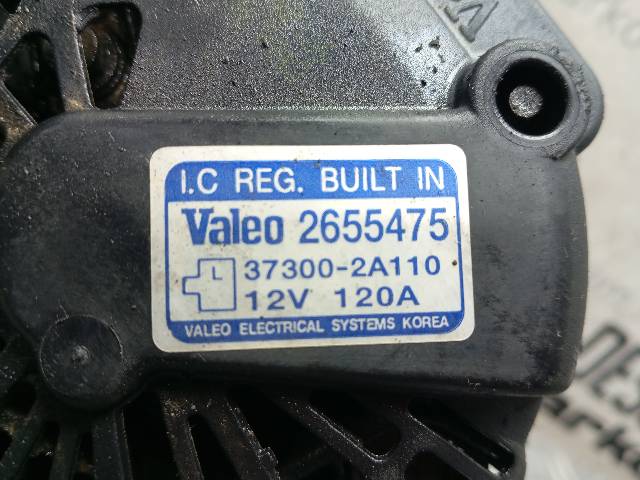 I.C REG. BUILT IN
Valeo 2655475
37300-2A110
12V 120A
VALEO ELECTRICAL SYSTEMS KOREA